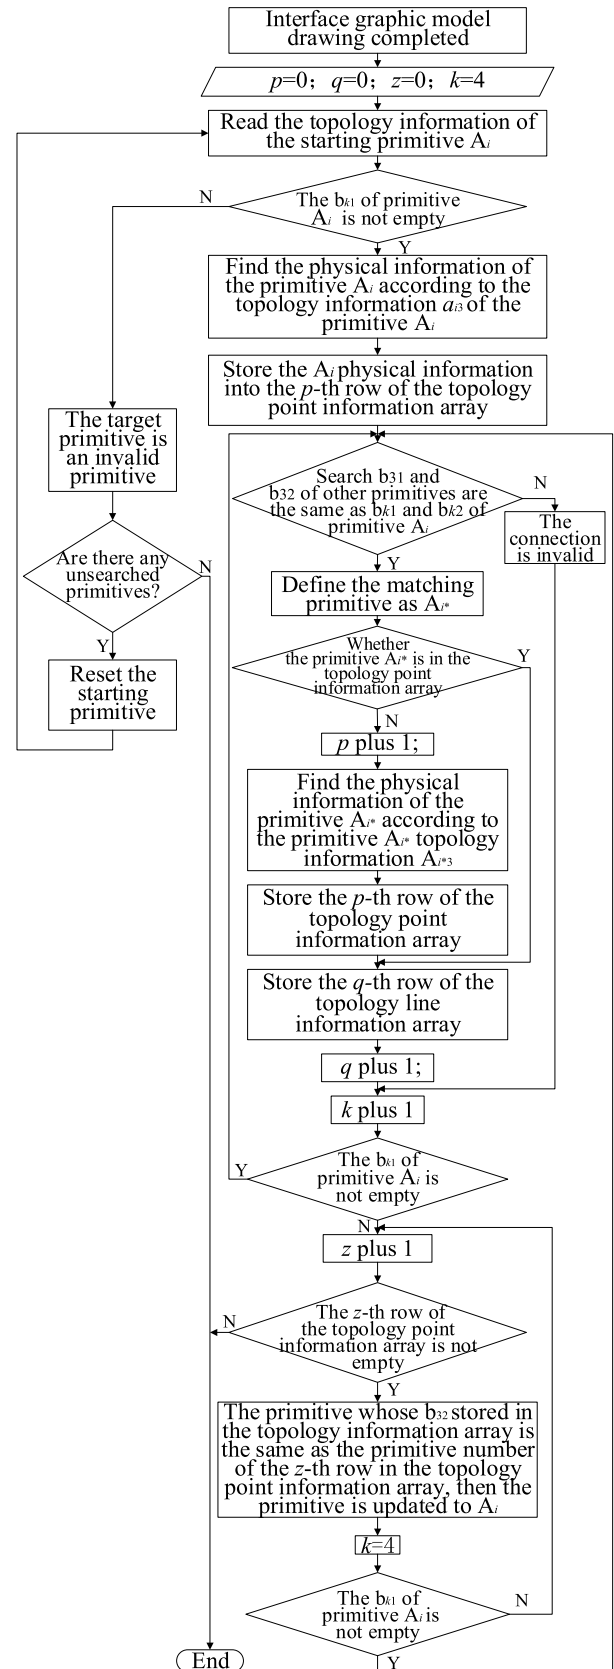 Interface graphic model
drawing completed
p=0; q=0; z=0; k=4
Read the topology information of
the starting primitive Ai
N
The bk1 of primitive
Ai is not empty
Y
Find the physical information of
the primitive Ai according to the
topology information ai3 of the
primitive Ai
Store the Ai physical information
into the p-th row of the topology
point information array
The target
primitive is
an invalid
primitive
Search b31 and
b32 of other primitives are
the same as bk1 and bk2 of
primitive Ai
N
The
connection
is invalid
Y
Are there any
unsearched
primitives?
N
Define the matching
primitive as Ai*
Y
Reset the
starting
primitive
Whether
the primitive Ai* is in the
topology point
information array
Y
N
p plus 1;
Find the physical
information of the
primitive Ai* according to
the primitive Ai* topology
information Ai*3
Store the p-th row of the
topology point
information array
Store the q-th row of the
topology line
information array
q plus 1;
k plus 1
The bk1 of
primitive Ai is
not empty
Y
N
z plus 1
The z-th row of
the topology point
information array is not
empty
N
Y
The primitive whose b32 stored in
the topology information array is
the same as the primitive number
of the z-th row in the topology
point information array, then the
primitive is updated to Ai
k=4
The bk1 of
primitive Ai is
not empty
N
Y
End